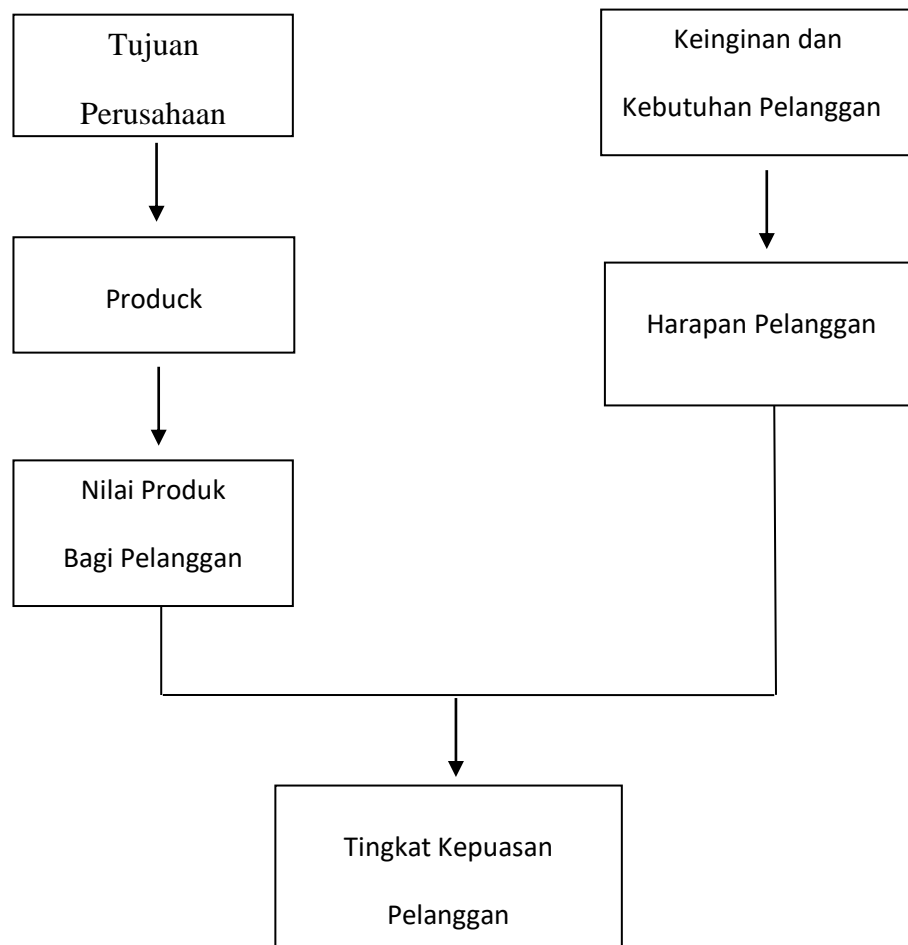 Tujuan
Perusahaan
Keinginan dan
Kebutuhan Pelanggan
Produck
Harapan Pelanggan
Nilai Produk
Bagi Pelanggan
Tingkat Kepuasan
Pelanggan